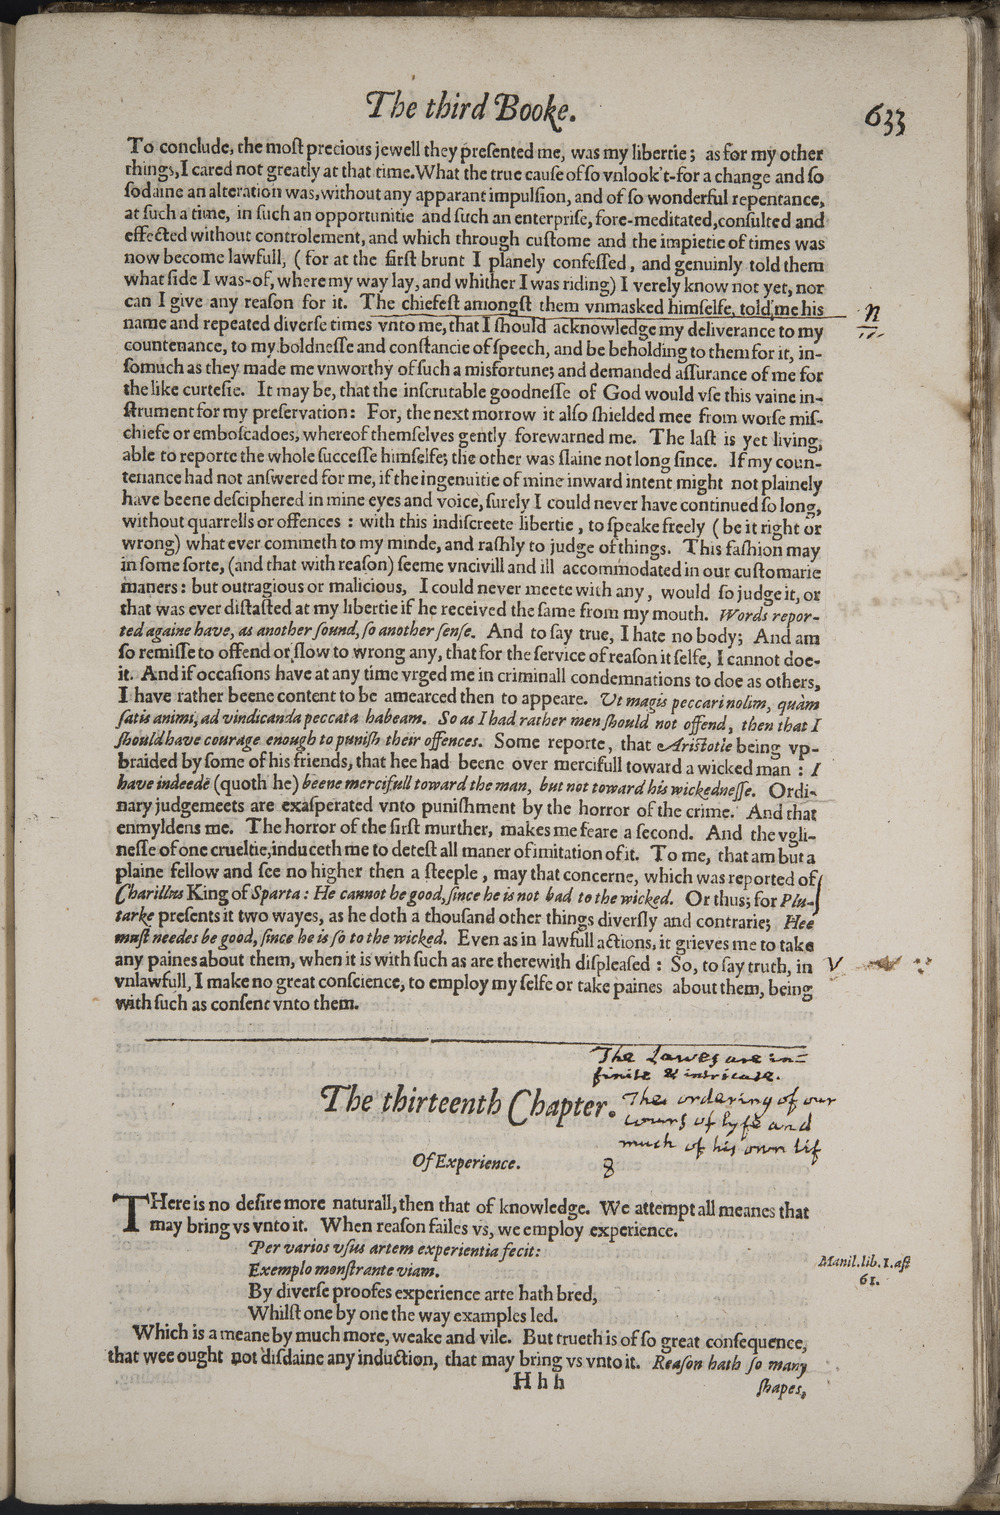 The third Booke.
633
To conclude, the moſt precious jewell they preſented me, was my libertie; as for my other
things, I cared not greatly at that time. What the true cauſe of ſo vnlook't-for a change and ſo
ſodaine an alteration was, without any apparant impulſion, and of ſo wonderful repentance,
at ſuch a time, in ſuch an opportunitie and ſuch an enterpriſe, fore-meditated, conſulted and
effected without controlement, and which through cuſtome and the impietie of times was
now become lawfull, (for at the firſt brunt I planely confeſſed, and genuinly told them
what ſide I was-of, where my way lay, and whither I was riding) I verely know not yet, nor
can I give any reaſon for it. The chiefeſt amongſt them vnmasked himſelfe, told me his
n
name and repeated diverſe times vnto me, that I ſhould acknowledge my deliverance to my
countenance, to my boldneſſe and conſtancie of ſpeech, and be beholding to them for it, in-
ſomuch as they made me vnworthy of ſuch a misfortune; and demanded aſſurance of me for
the like curteſie. It may be, that the inſcrutable goodneſſe of God would vſe this vaine in-
ſtrument for my preſervation: For, the next morrow it alſo ſhielded mee from worſe miſ-
chiefe or emboſcadoes, whereof themſelves gently forewarned me. The laſt is yet living,
able to reporte the whole ſucceſſe himſelfe; the other was ſlaine not long ſince. If my coun-
tenance had not anſwered for me, if the ingenuitie of mine inward intent might not plainely
have beene deſciphered in mine eyes and voice, ſurely I could never have continued ſo long,
without quarrells or offences: with this indiſcreete libertie, to ſpeake freely (be it right or
wrong) what ever commeth to my minde, and raſhly to judge of things. This faſhion may
in ſome ſorte, (and that with reaſon) ſeeme vncivill and ill accommodated in our cuſtomarie
maners: but outragious or malicious, I could never meete with any, would ſo judge it, or
that was ever diſtaſted at my libertie if he received the ſame from my mouth. Words repor-
ted againe have, as another ſound, ſo another ſenſe. And to ſay true, I hate no body; And am
ſo remiſſe to offend or ſlow to wrong any, that for the ſervice of reaſon it ſelfe, I cannot doe-
it. And if occaſions have at any time vrged me in criminall condemnations to doe as others,
I have rather beene content to be amearced then to appeare. Vt magis peccari nolim, quàm
ſatis animi, ad vindicanda peccata habeam. So as I had rather men ſhould not offend, then that I
ſhould have courage enough to puniſh their offences. Some reporte, that Ariſtotle being vp-
braided by ſome of his friends, that hee had beene over mercifull toward a wicked man: I
have indeede (quoth he) beene mercifull toward the man, but not toward his wickedneſſe. Ordi-
nary judgemeets are exaſperated vnto puniſhment by the horror of the crime. And that
enmyldens me. The horror of the firſt murther, makes me feare a ſecond. And the vgli-
neſſe of one crueltie, induceth me to deteſt all maner of imitation of it. To me, that am but a
plaine fellow and ſee no higher then a ſteeple, may that concerne, which was reported of
Charillus King of Sparta: He cannot be good, ſince he is not bad to the wicked. Or thus; for Plu-
tarke preſents it two wayes, as he doth a thouſand other things diverſly and contrarie; Hee
muſt needes be good, ſince he is ſo to the wicked. Even as in lawfull actions, it grieves me to take
any paines about them, when it is with ſuch as are therewith diſpleaſed: So, to ſay truth, in
V
vnlawfull, I make no great conſcience, to employ my ſelfe or take paines about them, being
with ſuch as conſent vnto them.
The Lawes are in=
finite & intricate.
The thirteenth Chapter.
The ordering of our
cours of lyfe and
much of his own lif
Of Experience.
8
THere is no deſire more naturall, then that of knowledge. We attempt all meanes that
may bring vs vnto it. When reaſon failes vs, we employ experience.
Per varios vſus artem experientia fecit:
Exemplo monſtrante viam.
Manil. lib. 1. aſt
61.
By diverſe proofes experience arte hath bred,
Whilſt one by one the way examples led.
Which is a meane by much more, weake and vile. But trueth is of ſo great conſequence,
that wee ought not diſdaine any induction, that may bring vs vnto it. Reaſon hath ſo many
Hhh
ſhapes,